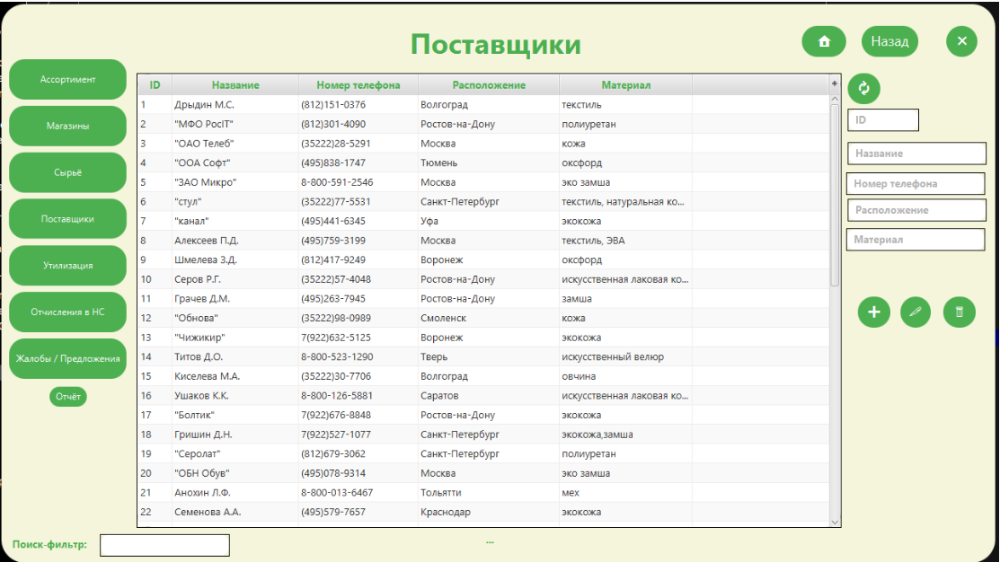 Поставщики
Назад
Ассортимент
Магазины
Сырьё
Поставщики
Утилизация
Отчисления в НС
Жалобы / Предложения
Отчёт
ID Название Номер телефона Расположение Материал +
1 Дрыдин М.С. (812)151-0376 Волгоград текстиль
2 "МФО РосIT" (812)301-4090 Ростов-на-Дону полиуретан
3 "ОАО Телеб" (35222)28-5291 Москва кожа
4 "ООА Софт" (495)838-1747 Тюмень оксфорд
5 "ЗАО Микро" 8-800-591-2546 Москва эко замша
6 "стул" (35222)77-5531 Санкт-Петербург текстиль, натуральная ко...
7 "канал" (495)441-6345 Уфа экокожа
8 Алексеев П.Д. (495)759-3199 Москва текстиль, ЭВА
9 Шмелева З.Д. (812)417-9249 Воронеж оксфорд
10 Серов Р.Г. (35222)57-4048 Ростов-на-Дону искусственная лаковая ко...
11 Грачев Д.М. (495)263-7945 Ростов-на-Дону замша
12 "Обнова" (35222)98-0989 Смоленск кожа
13 "Чижикир" 7(922)632-5125 Воронеж экокожа
14 Титов Д.О. 8-800-523-1290 Тверь искусственный велюр
15 Киселева М.А. (35222)30-7706 Волгоград овчина
16 Ушаков К.К. 8-800-126-5881 Саратов искусственная лаковая ко...
17 "Болтик" 7(922)676-8848 Ростов-на-Дону экокожа
18 Гришин Д.Н. 7(922)527-1077 Санкт-Петербург экокожа,замша
19 "Серолат" (812)679-3062 Санкт-Петербург полиуретан
20 "ОБН Обув" (495)078-9314 Москва эко замша
21 Анохин Л.Ф. 8-800-013-6467 Тольятти мех
22 Семенова А.А. (495)579-7657 Краснодар экокожа
ID
Название
Номер телефона
Расположение
Материал
Поиск-фильтр:
...